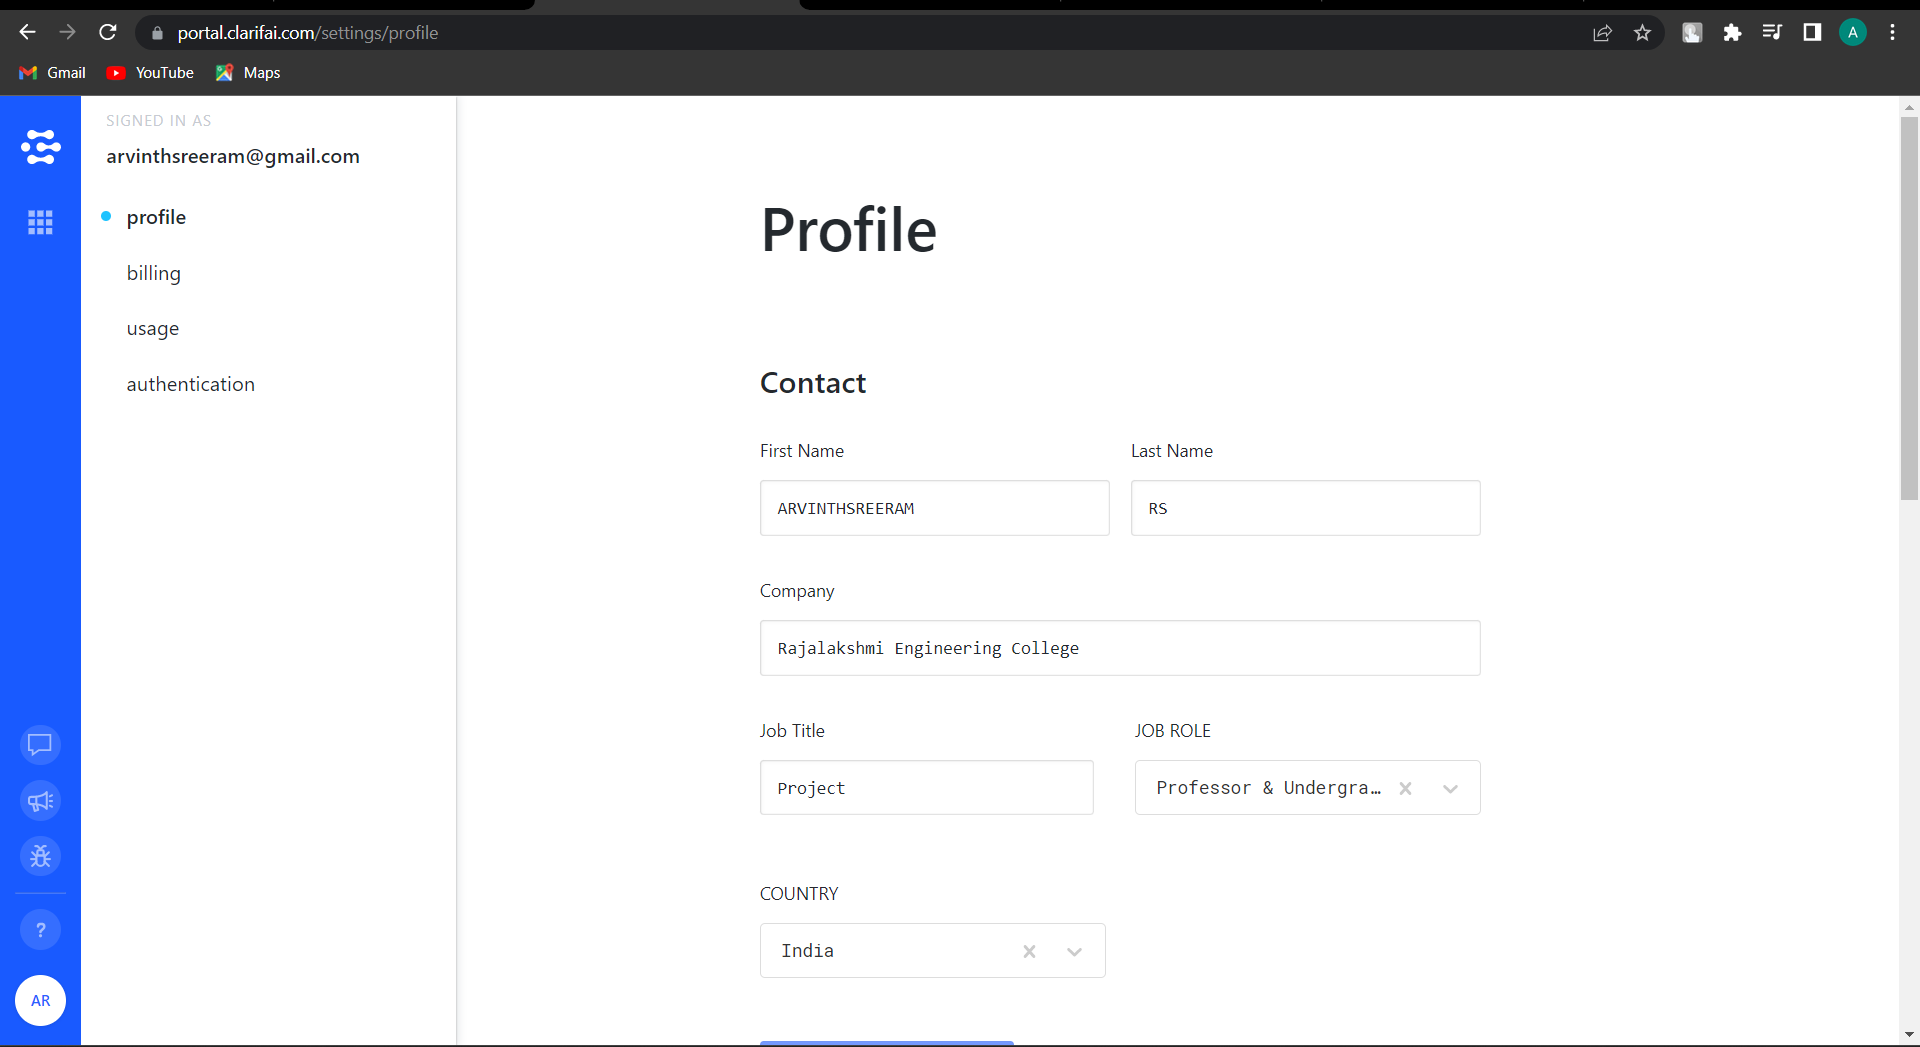 portal.clarifai.com/settings/profile
A
Gmail YouTube Maps
SIGNED IN AS
arvinthsreeram@gmail.com
profile
billing
usage
authentication
?
AR
Profile
Contact
First Name Last Name
ARVINTHSREERAM RS
Company
Rajalakshmi Engineering College
Job Title JOB ROLE
Project Professor & Undergra...
COUNTRY
India